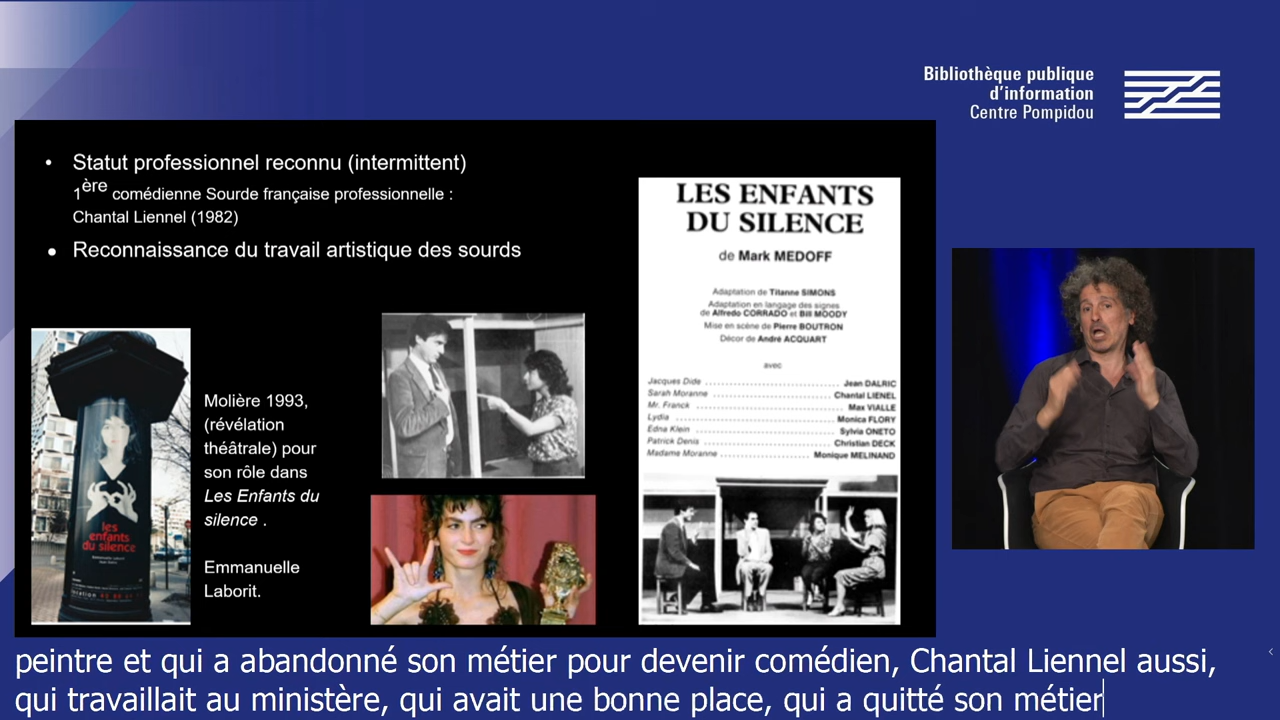 Bibliothèque publique
d'information
Centre Pompidou
• Statut professionnel reconnu (intermittent)
1ère comédienne Sourde française professionnelle :
Chantal Liennel (1982)
• Reconnaissance du travail artistique des sourds
LES ENFANTS
DU SILENCE
de Mark MEDOFF
Adaptation de Titanne SIMONS
Adaptation en langage des signes
de Alfredo CORRADO et Bill MOODY
Mise en scène de Pierre BOUTRON
Décor de André ACQUART
avec
Jacques Dide ........ Jean DALRIC
Sarah Moranne ........ Chantal LIENEL
Mr. Franck ........ Max VIALLE
Lydia ........ Monica FLORY
Edna Klein ........ Sylvia ONETO
Patrick Denis ........ Christian DECK
Madame Moranne ........ Monique MELINAND
les
enfants
du silence
Molière 1993,
(révélation
théâtrale) pour
son rôle dans
Les Enfants du
silence .
Emmanuelle
Laborit.
peintre et qui a abandonné son métier pour devenir comédien, Chantal Liennel aussi,
qui travaillait au ministère, qui avait une bonne place, qui a quitté son métier